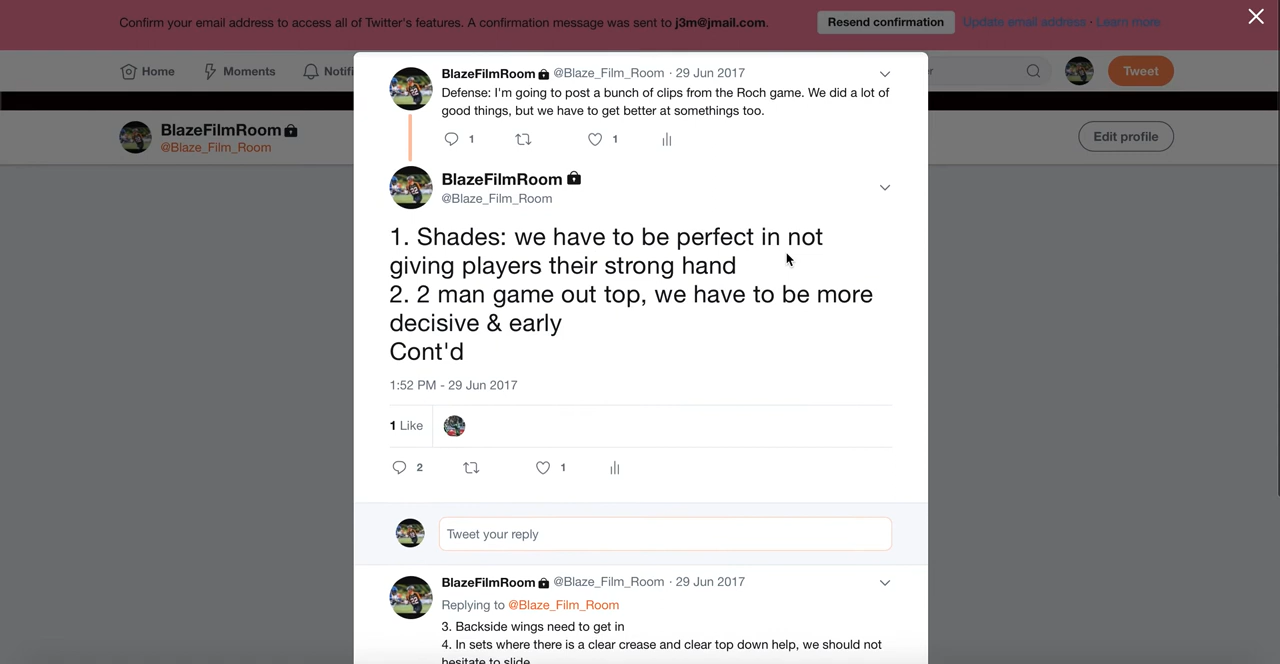 Confirm your email address to access all of Twitter's features. A confirmation message was sent to j3m@jmail.com.
Resend confirmation
Update email address · Learn more
Home
Moments
Notifi
er
Tweet
BlazeFilmRoom
@Blaze_Film_Room
Edit profile
BlazeFilmRoom @Blaze_Film_Room · 29 Jun 2017
Defense: I'm going to post a bunch of clips from the Roch game. We did a lot of
good things, but we have to get better at somethings too.
1 1
BlazeFilmRoom
@Blaze_Film_Room
1. Shades: we have to be perfect in not
giving players their strong hand
2. 2 man game out top, we have to be more
decisive & early
Cont'd
1:52 PM - 29 Jun 2017
1 Like
2 1
Tweet your reply
BlazeFilmRoom @Blaze_Film_Room · 29 Jun 2017
Replying to @Blaze_Film_Room
3. Backside wings need to get in
4. In sets where there is a clear crease and clear top down help, we should not
hesitate to slide